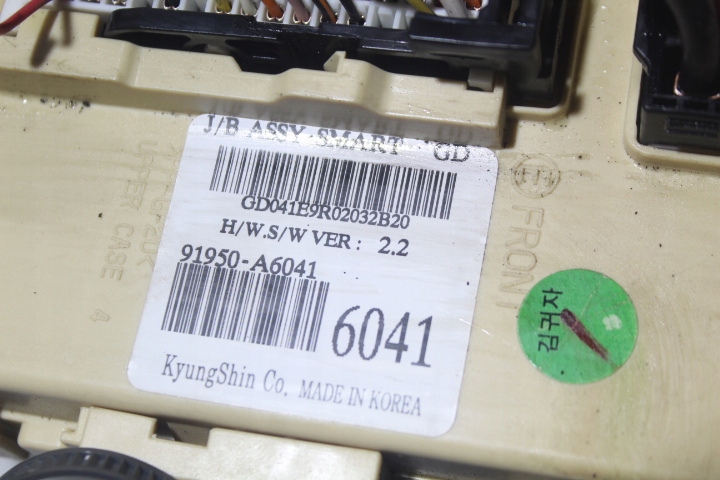 J/B ASSY-SMART GD
GD041E9R02032B20
H/W.S/W VER : 2.2
91950-A6041
6041
KyungShin Co. MADE IN KOREA
FRONT
UPPER CASE 4
김귀자